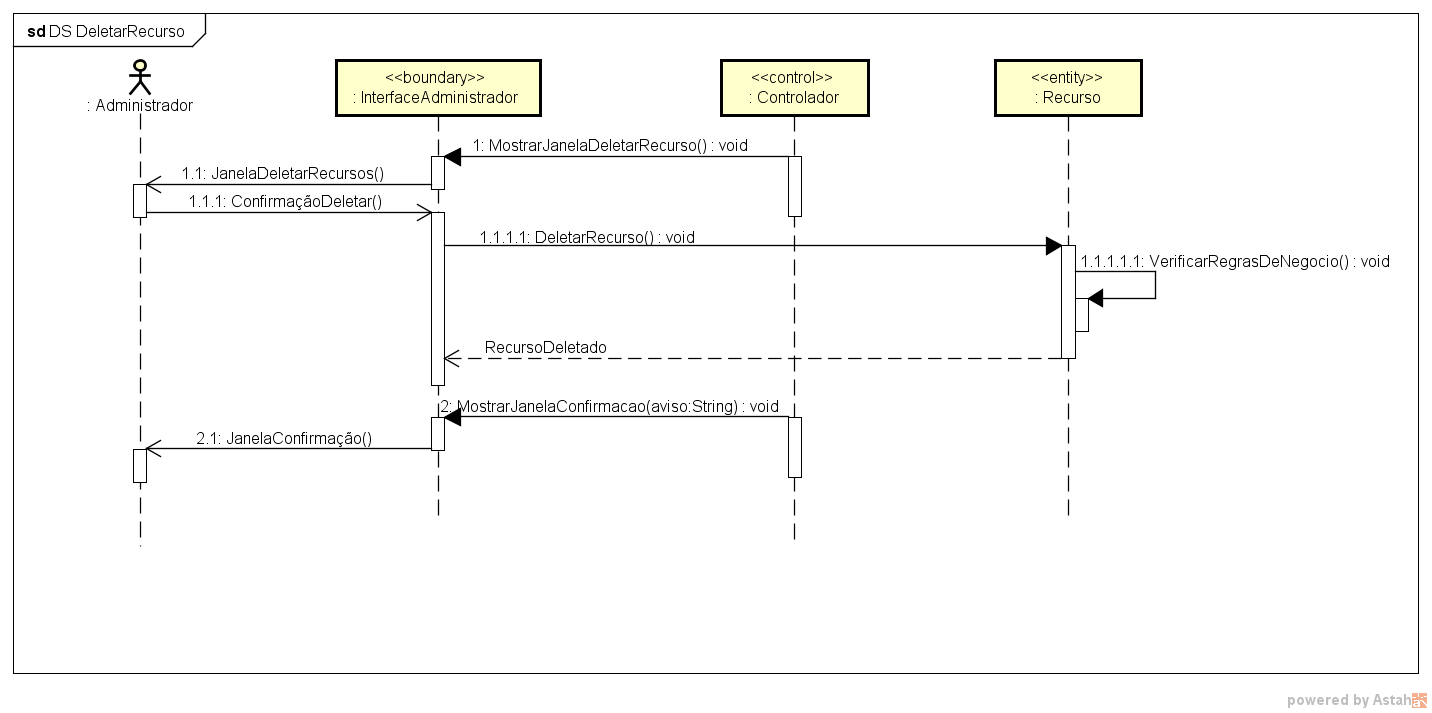 sd DS DeletarRecurso
<<boundary>>
<<control>>
<<entity>>
: Administrador
: InterfaceAdministrador
: Controlador
: Recurso
1: MostrarJanelaDeletarRecurso() : void
1.1: JanelaDeletarRecursos()
1.1.1: ConfirmaçãoDeletar()
1.1.1.1: DeletarRecurso() : void
1.1.1.1.1: VerificarRegrasDeNegocio() : void
RecursoDeletado
2: MostrarJanelaConfirmacao(aviso:String) : void
2.1: JanelaConfirmação()
powered by Astah